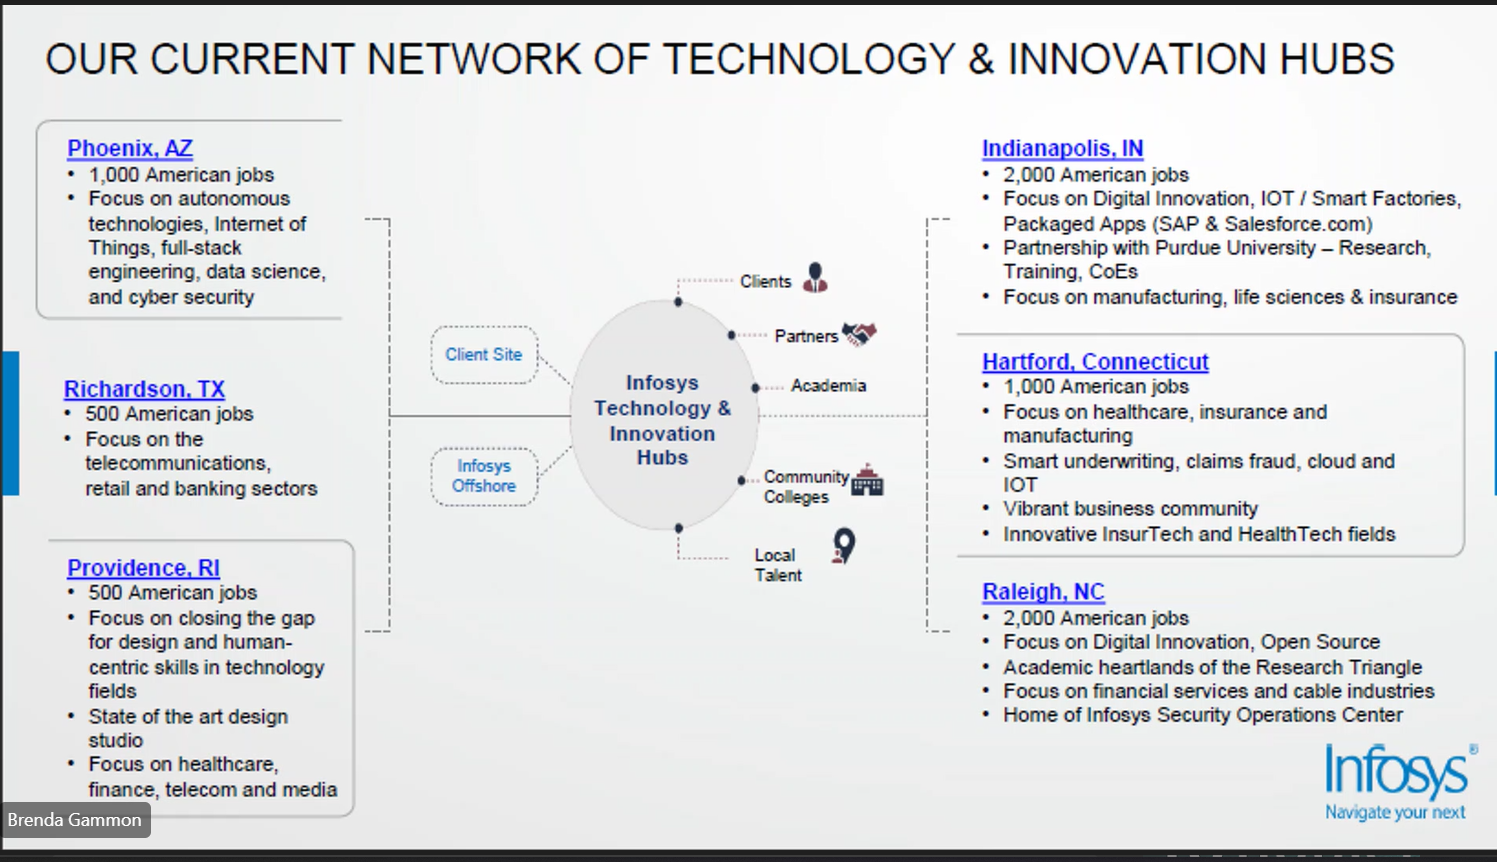 OUR CURRENT NETWORK OF TECHNOLOGY & INNOVATION HUBS
Phoenix, AZ
• 1,000 American jobs
• Focus on autonomous
technologies, Internet of
Things, full-stack
engineering, data science,
and cyber security
Richardson, TX
• 500 American jobs
• Focus on the
telecommunications,
retail and banking sectors
Providence, RI
• 500 American jobs
• Focus on closing the gap
for design and human-
centric skills in technology
fields
• State of the art design
studio
• Focus on healthcare,
finance, telecom and media
Client Site
Infosys
Offshore
Infosys
Technology &
Innovation
Hubs
Clients
Partners
Academia
Community
Colleges
Local
Talent
Indianapolis, IN
• 2,000 American jobs
• Focus on Digital Innovation, IOT / Smart Factories,
Packaged Apps (SAP & Salesforce.com)
• Partnership with Purdue University – Research,
Training, CoEs
• Focus on manufacturing, life sciences & insurance
Hartford, Connecticut
• 1,000 American jobs
• Focus on healthcare, insurance and
manufacturing
• Smart underwriting, claims fraud, cloud and
IOT
• Vibrant business community
• Innovative InsurTech and HealthTech fields
Raleigh, NC
• 2,000 American jobs
• Focus on Digital Innovation, Open Source
• Academic heartlands of the Research Triangle
• Focus on financial services and cable industries
• Home of Infosys Security Operations Center
Infosys®
Navigate your next
Brenda Gammon